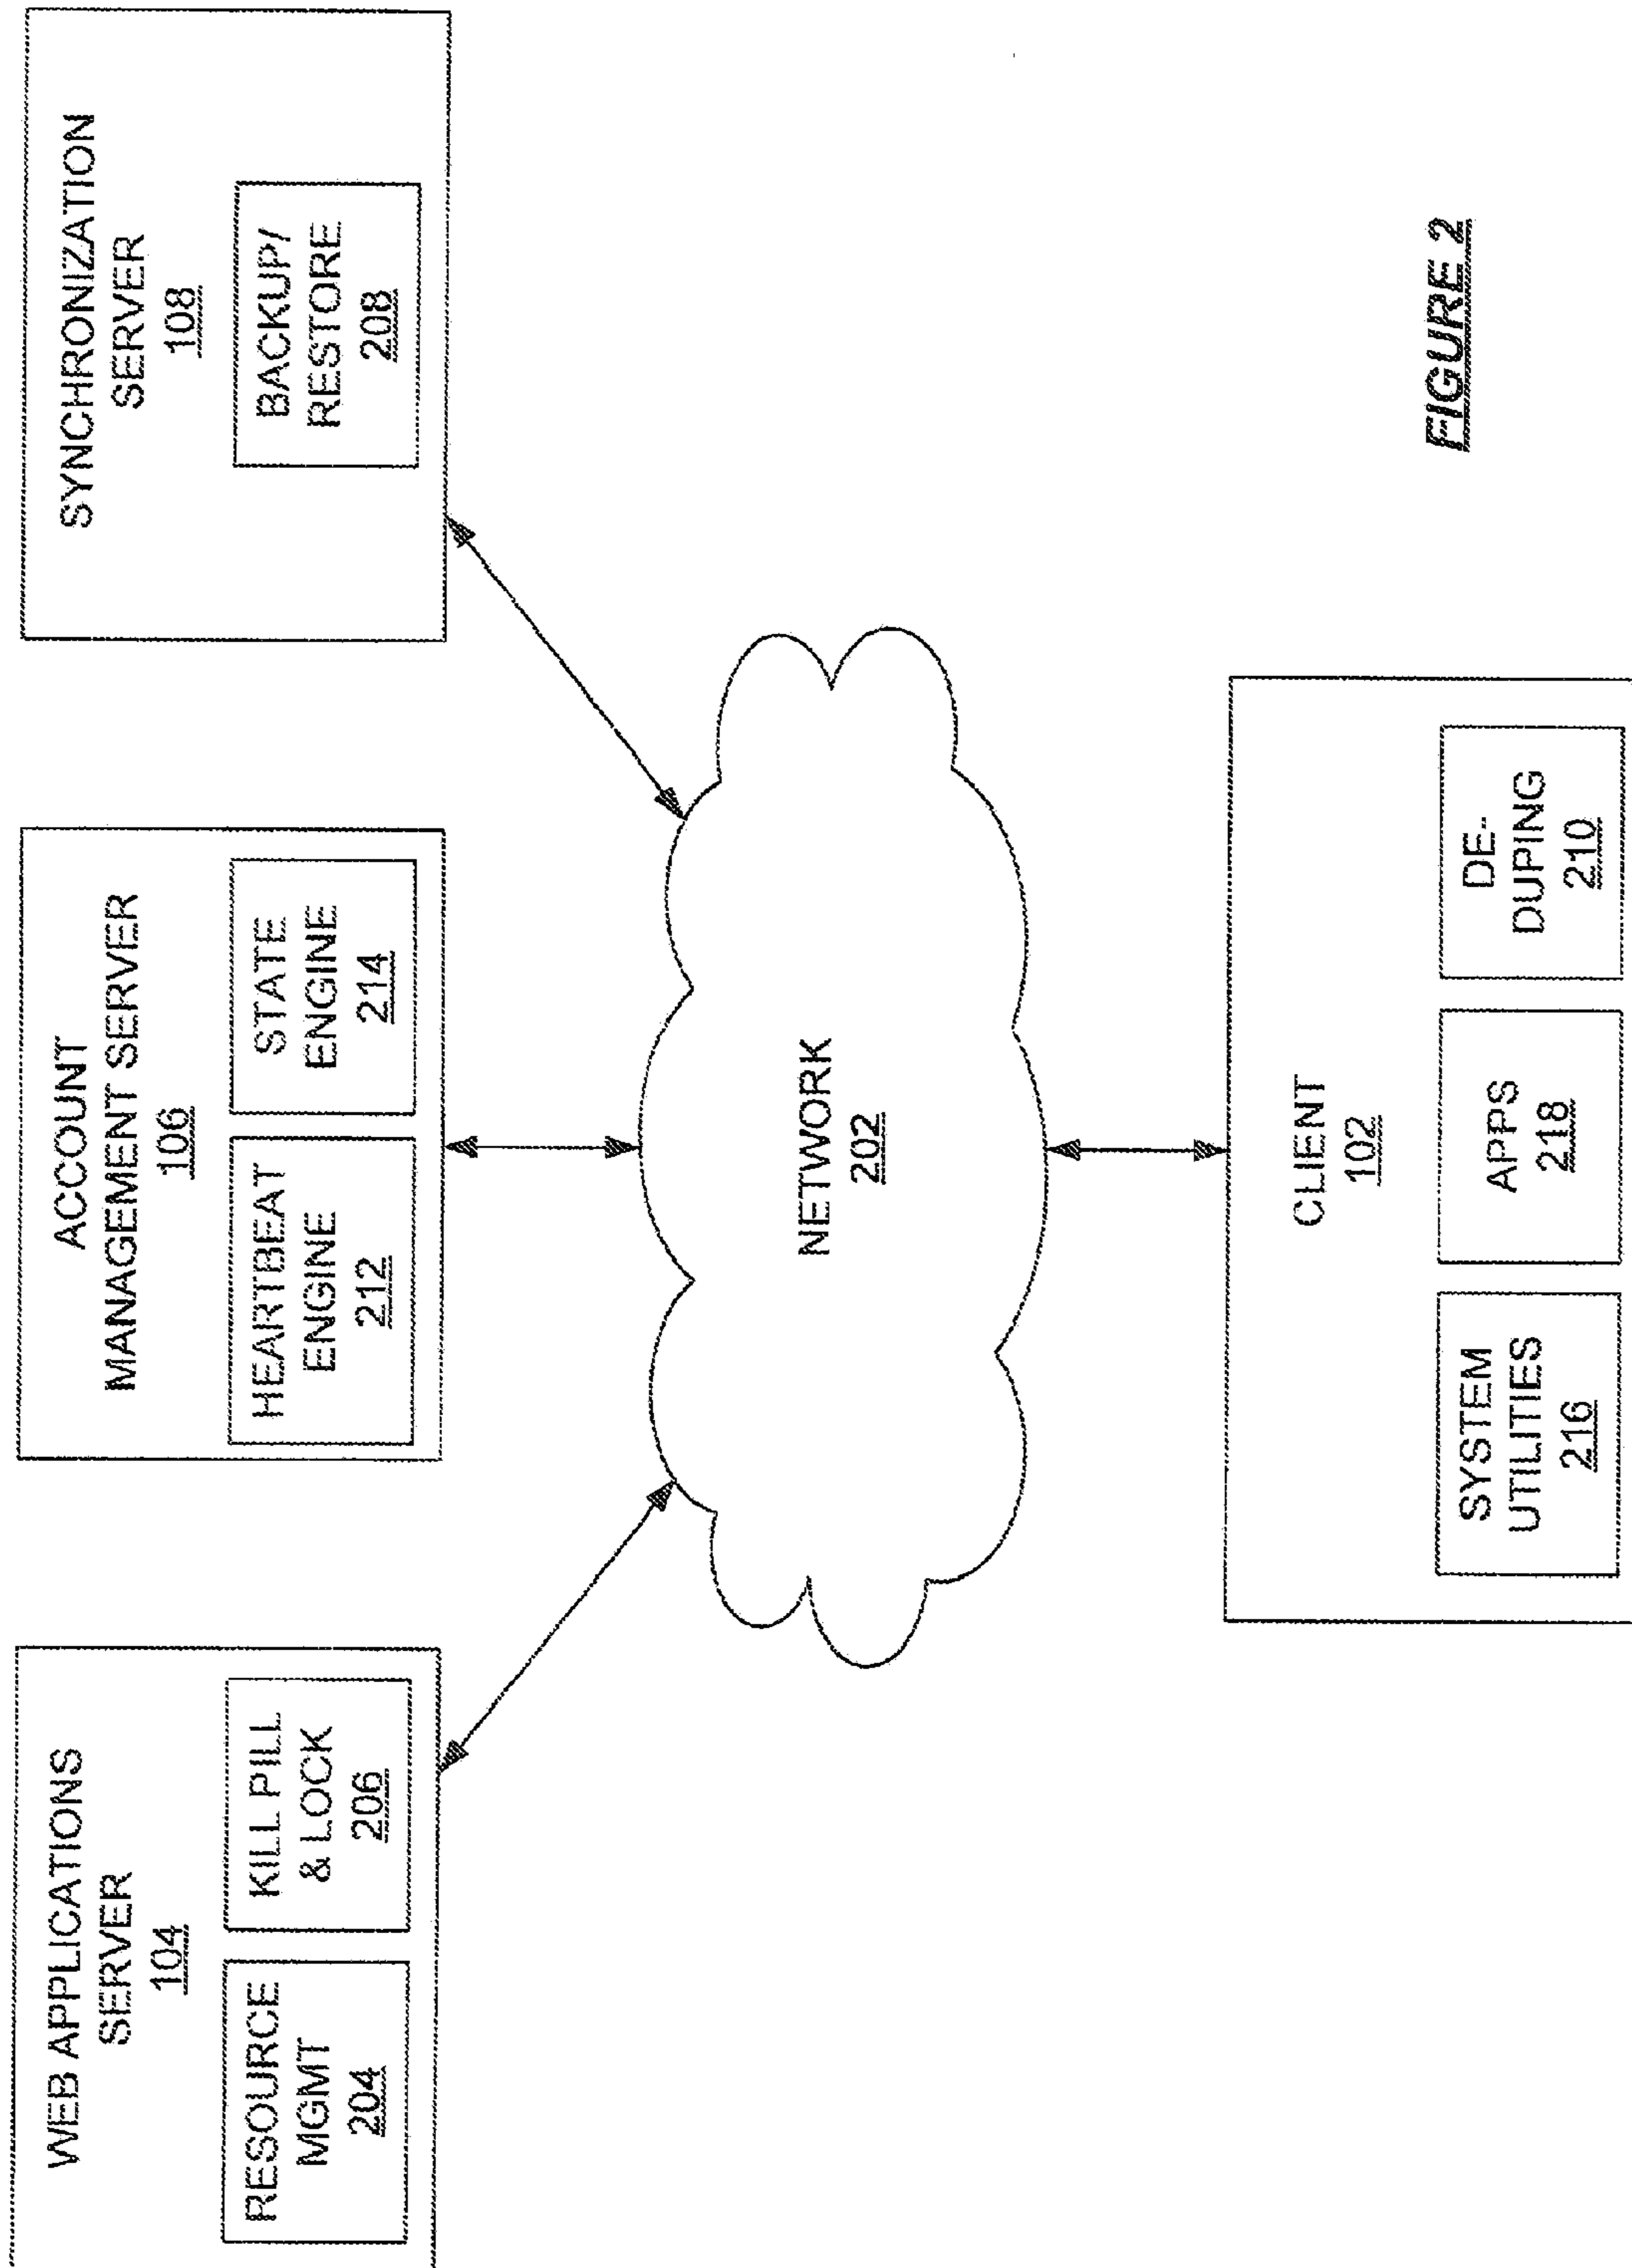 WEB APPLICATIONS
SERVER
104
RESOURCE
MGMT
204
KILL PILL
& LOCK
206
ACCOUNT
MANAGEMENT SERVER
106
HEARTBEAT
ENGINE
212
STATE
ENGINE
214
SYNCHRONIZATION
SERVER
108
BACKUP/
RESTORE
208
NETWORK
202
CLIENT
102
SYSTEM
UTILITIES
216
APPS
218
DE-
DUPING
210
FIGURE 2